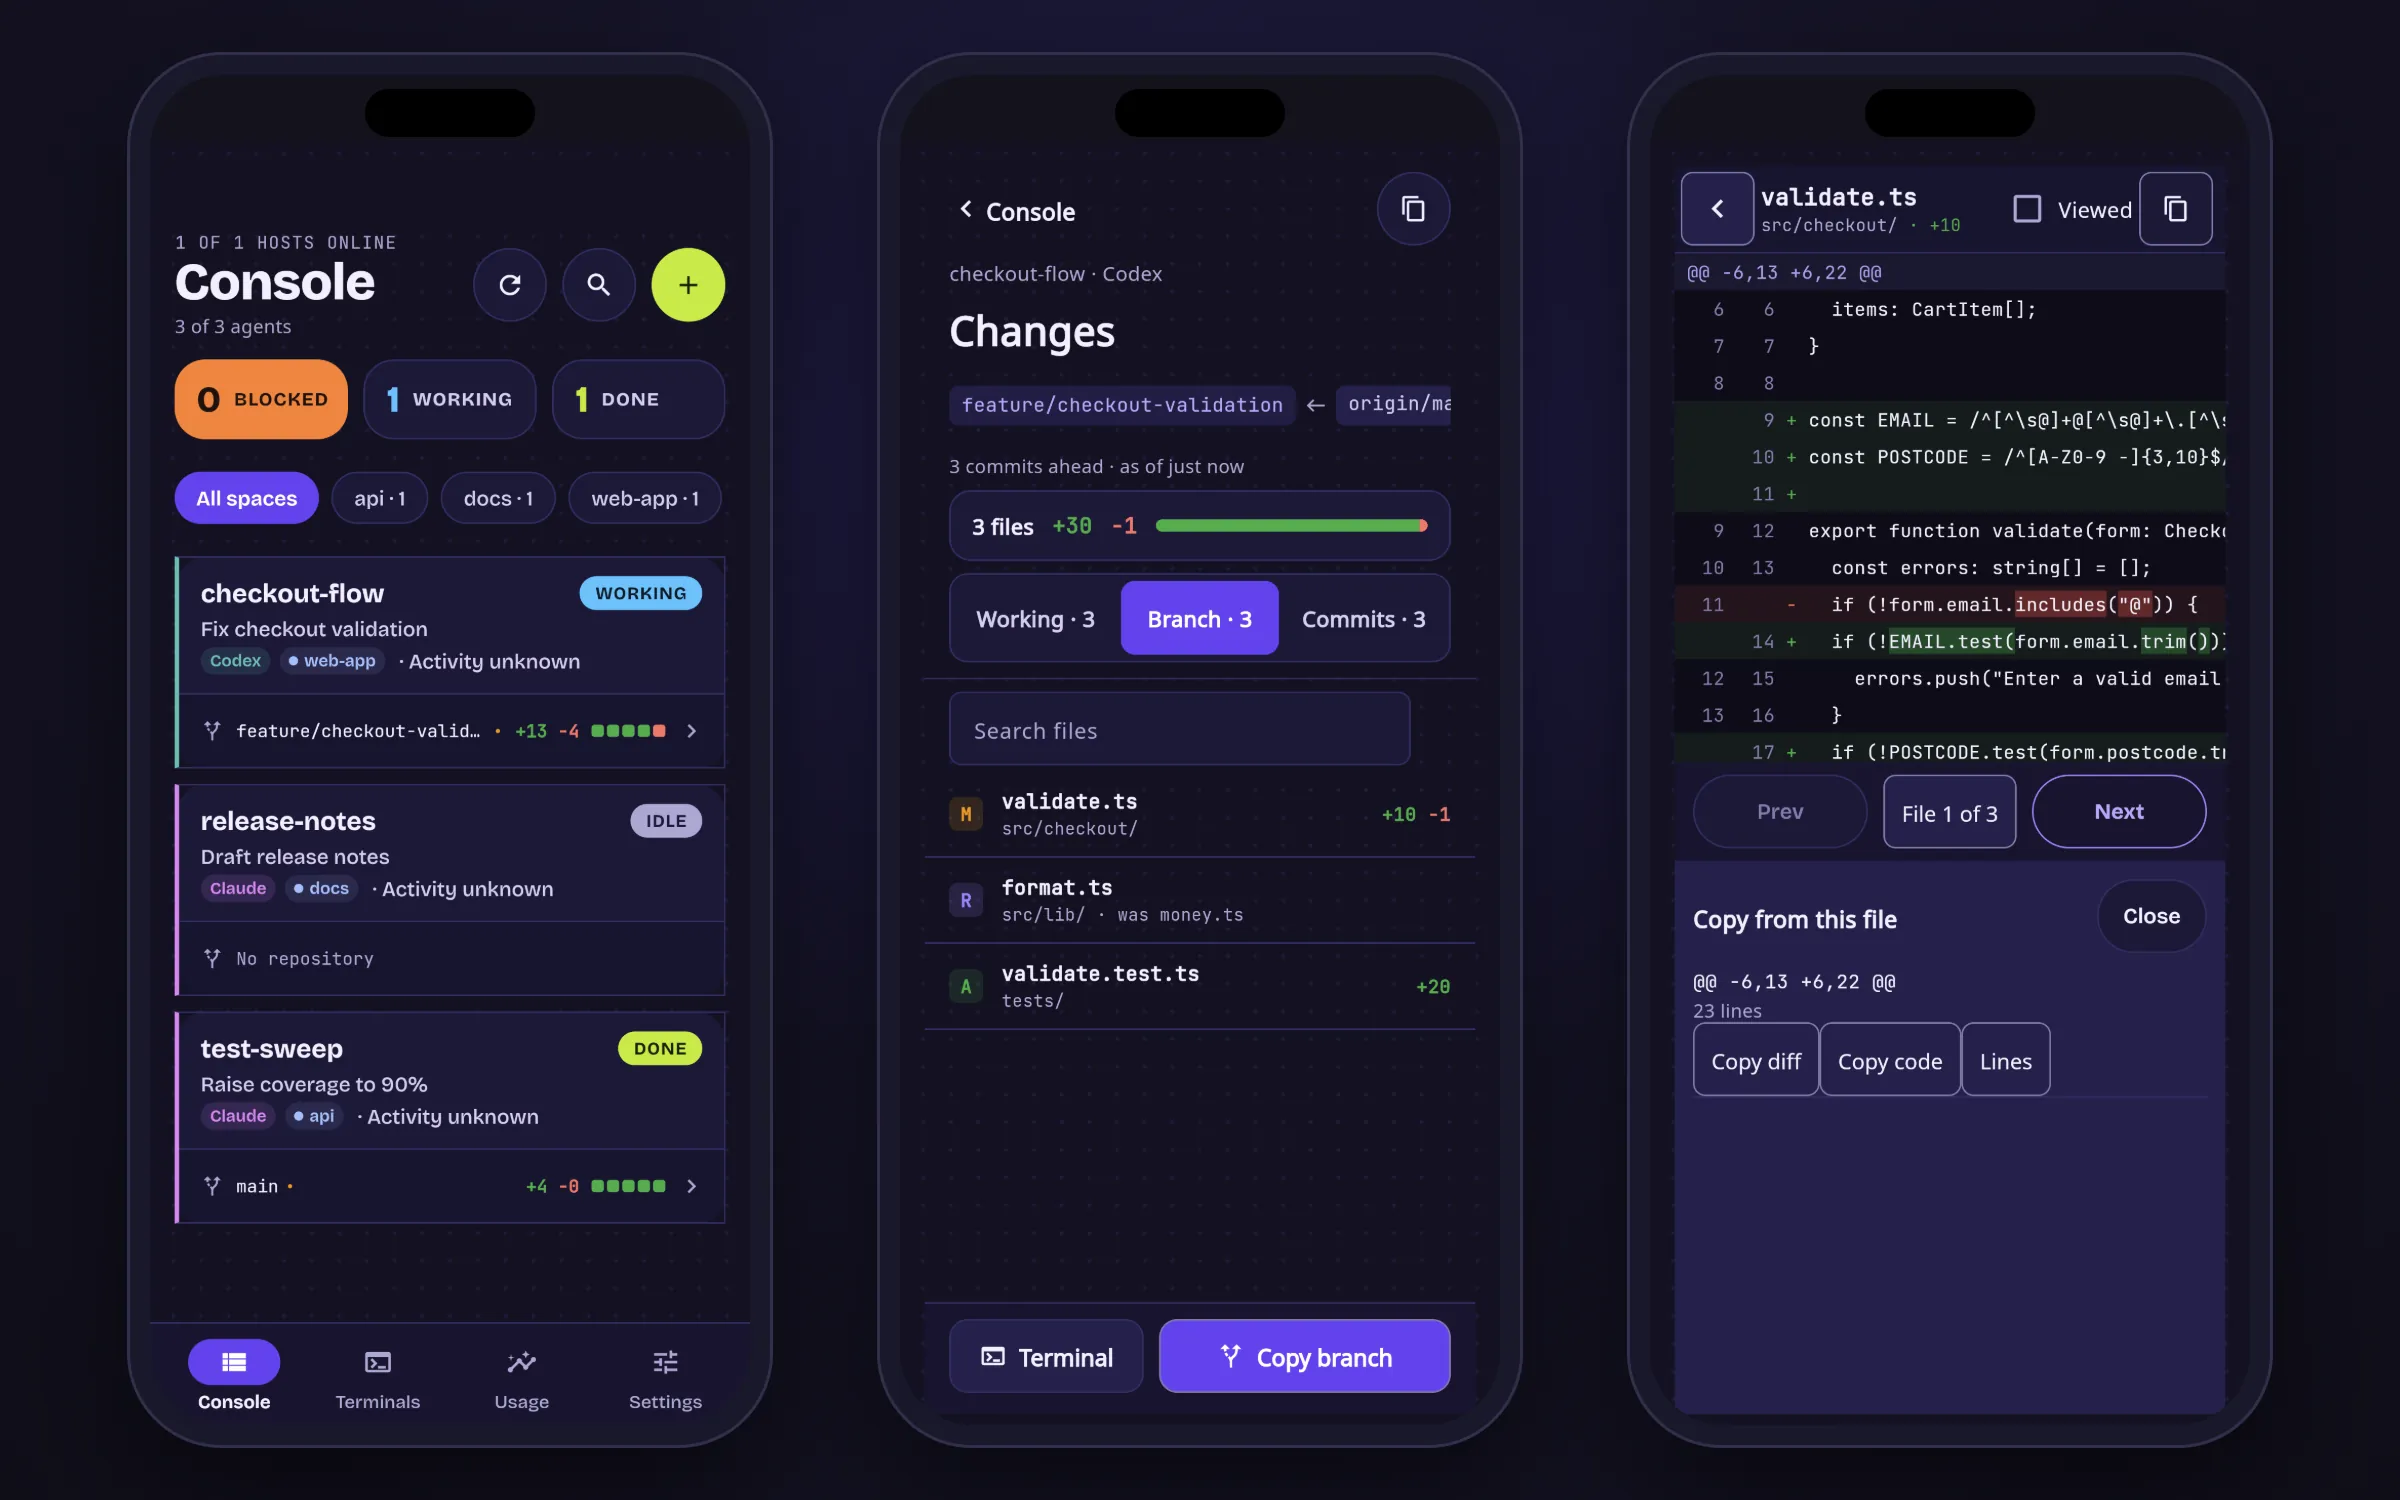 1 OF 1 HOSTS ONLINE
Console
3 of 3 agents
0 BLOCKED
1 WORKING
1 DONE
All spaces
api · 1
docs · 1
web-app · 1
checkout-flow
WORKING
Fix checkout validation
Codex web-app · Activity unknown
feature/checkout-valid… · +13 -4
release-notes
IDLE
Draft release notes
Claude docs · Activity unknown
No repository
test-sweep
DONE
Raise coverage to 90%
Claude api · Activity unknown
main · +4 -0
Console
Terminals
Usage
Settings
Console
checkout-flow · Codex
Changes
feature/checkout-validation ← origin/ma
3 commits ahead · as of just now
3 files +30 -1
Working · 3
Branch · 3
Commits · 3
Search files
M validate.ts +10 -1
src/checkout/
R format.ts
src/lib/ · was money.ts
A validate.test.ts +20
tests/
Terminal
Copy branch
validate.ts
src/checkout/ · +10
Viewed
@@ -6,13 +6,22 @@
6 6 items: CartItem[];
7 7 }
8 8
9 + const EMAIL = /^[^\s@]+@[^\s@]+\.[^\s
10 + const POSTCODE = /^[A-Z0-9 -]{3,10}$/
11 +
9 12 export function validate(form: Checko
10 13 const errors: string[] = [];
11 - if (!form.email.includes("@")) {
14 + if (!EMAIL.test(form.email.trim()))
12 15 errors.push("Enter a valid email
13 16 }
17 + if (!POSTCODE.test(form.postcode.tr
Prev
File 1 of 3
Next
Copy from this file
Close
@@ -6,13 +6,22 @@
23 lines
Copy diff
Copy code
Lines